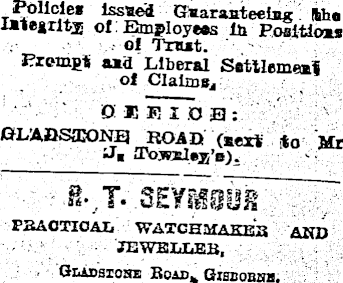 Policies issued Guaranteeing the
Integrity of Employees in Positions
of Trust.
Prompt and Liberal Settlement
of Claims.
OFFICE:
GLADSTONE ROAD (next to Mr
J. Townley's).
R. T. SEYMOUR
PRACTICAL WATCHMAKER AND
JEWELLER,
GLADSTONE ROAD, GISBORNE.